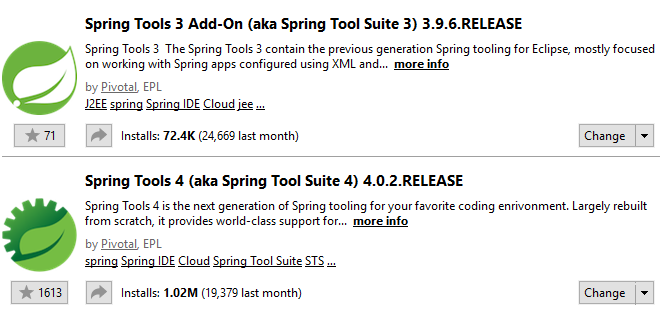 Spring Tools 3 Add-On (aka Spring Tool Suite 3) 3.9.6.RELEASE
Spring Tools 3  The Spring Tools 3 contain the previous generation Spring tooling for Eclipse, mostly focused
on working with Spring apps configured using XML and... more info
by Pivotal, EPL
J2EE spring Spring IDE Cloud jee ...
71 Installs: 72.4K (24,669 last month) Change
Spring Tools 4 (aka Spring Tool Suite 4) 4.0.2.RELEASE
Spring Tools 4 is the next generation of Spring tooling for your favorite coding enrivonment. Largely rebuilt
from scratch, it provides world-class support for... more info
by Pivotal, EPL
spring Spring IDE Cloud Spring Tool Suite STS ...
1613 Installs: 1.02M (19,379 last month) Change